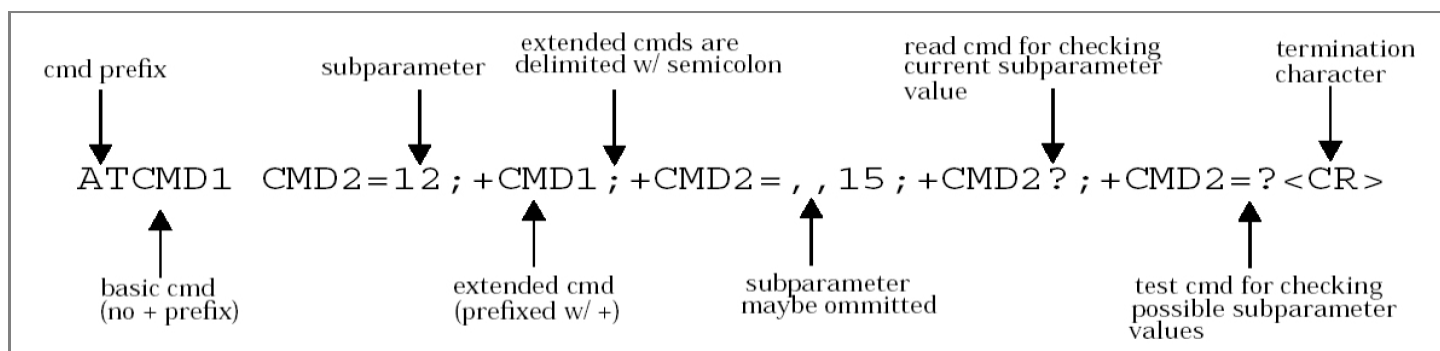 cmd prefix
subparameter
extended cmds are
delimited w/ semicolon
read cmd for checking
current subparameter
value
termination
character
ATCMD1 CMD2=12;+CMD1;+CMD2=,,15;+CMD2?;+CMD2=?<CR>
basic cmd
(no + prefix)
extended cmd
(prefixed w/ +)
subparameter
maybe ommitted
test cmd for checking
possible subparameter
values